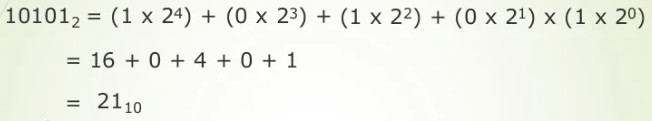 10101₂ = (1 x 2⁴) + (0 x 2³) + (1 x 2²) + (0 x 2¹) x (1 x 2⁰)
= 16 + 0 + 4 + 0 + 1
= 21₁₀